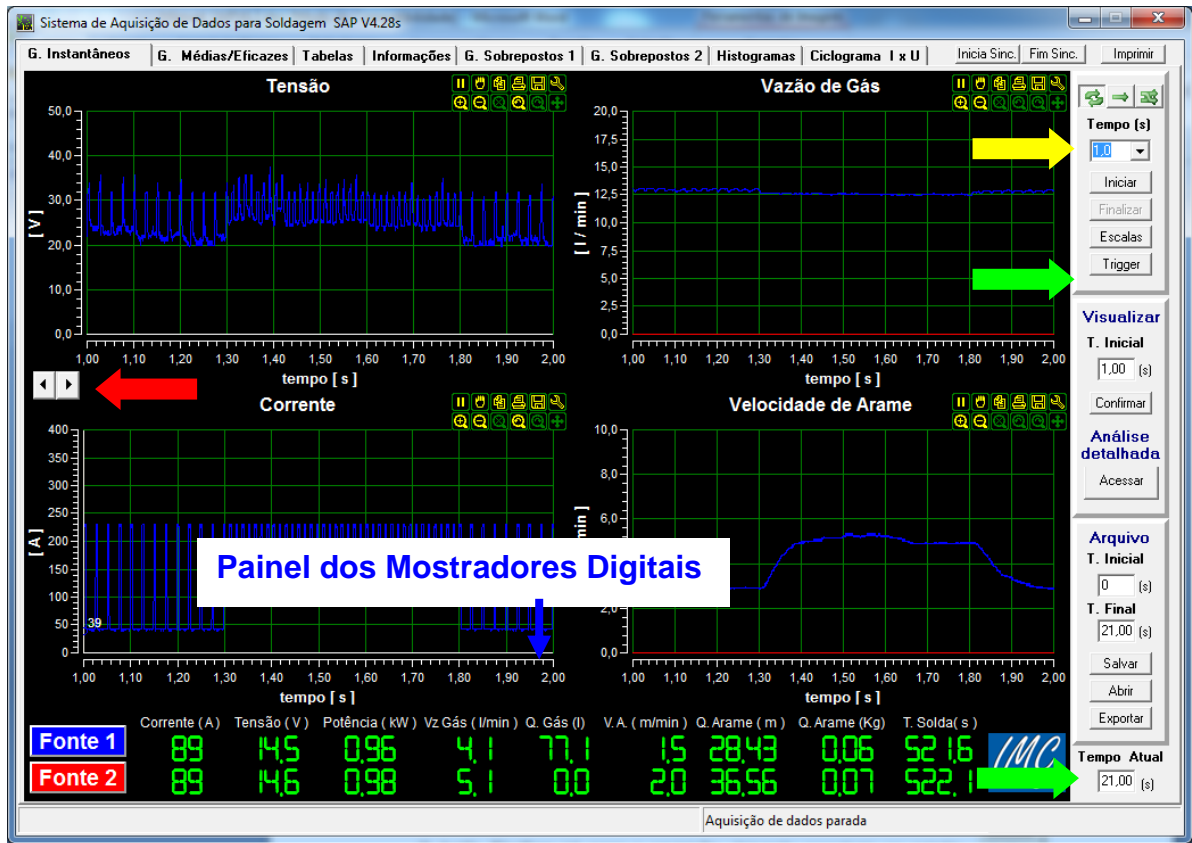 Sistema de Aquisição de Dados para Soldagem SAP V4.28s
G. Instantâneos G. Médias/Eficazes Tabelas Informações G. Sobrepostos 1 G. Sobrepostos 2 Histogramas Ciclograma I x U Inicia Sinc. Fim Sinc. Imprimir
Tensão
50,0
40,0
30,0
20,0
10,0
0,0
[V]
1,00 1,10 1,20 1,30 1,40 1,50 1,60 1,70 1,80 1,90 2,00
tempo [ s ]
Vazão de Gás
20,0
17,5
15,0
12,5
10,0
7,5
5,0
2,5
0,0
[ l / min ]
1,00 1,10 1,20 1,30 1,40 1,50 1,60 1,70 1,80 1,90 2,00
tempo [ s ]
Corrente
400
350
300
250
200
150
100
50
0
[A]
39
1,00 1,10 1,20 1,30 1,40 1,50 1,60 1,70 1,80 1,90 2,00
tempo [ s ]
Velocidade de Arame
10,0
8,0
6,0
2,0
0,0
min]
1,00 1,10 1,20 1,30 1,40 1,50 1,60 1,70 1,80 1,90 2,00
tempo [ s ]
Painel dos Mostradores Digitais
Corrente ( A ) Tensão ( V ) Potência ( kW ) Vz Gás ( l/min ) Q. Gás (l) V.A. ( m/min ) Q.Arame ( m ) Q.Arame (Kg) T. Solda( s )
Fonte 1 89 14,5 0,96 4,1 77,1 1,5 28,43 0,06 521,6
Fonte 2 89 14,6 0,98 5,1 0,0 2,0 36,56 0,07 522,1
IMC
Tempo (s)
1,0
Iniciar
Finalizar
Escalas
Trigger
Visualizar
T. Inicial
1,00 (s)
Confirmar
Análise
detalhada
Acessar
Arquivo
T. Inicial
0 (s)
T. Final
21,00 (s)
Salvar
Abrir
Exportar
Tempo Atual
21,00 (s)
Aquisição de dados parada